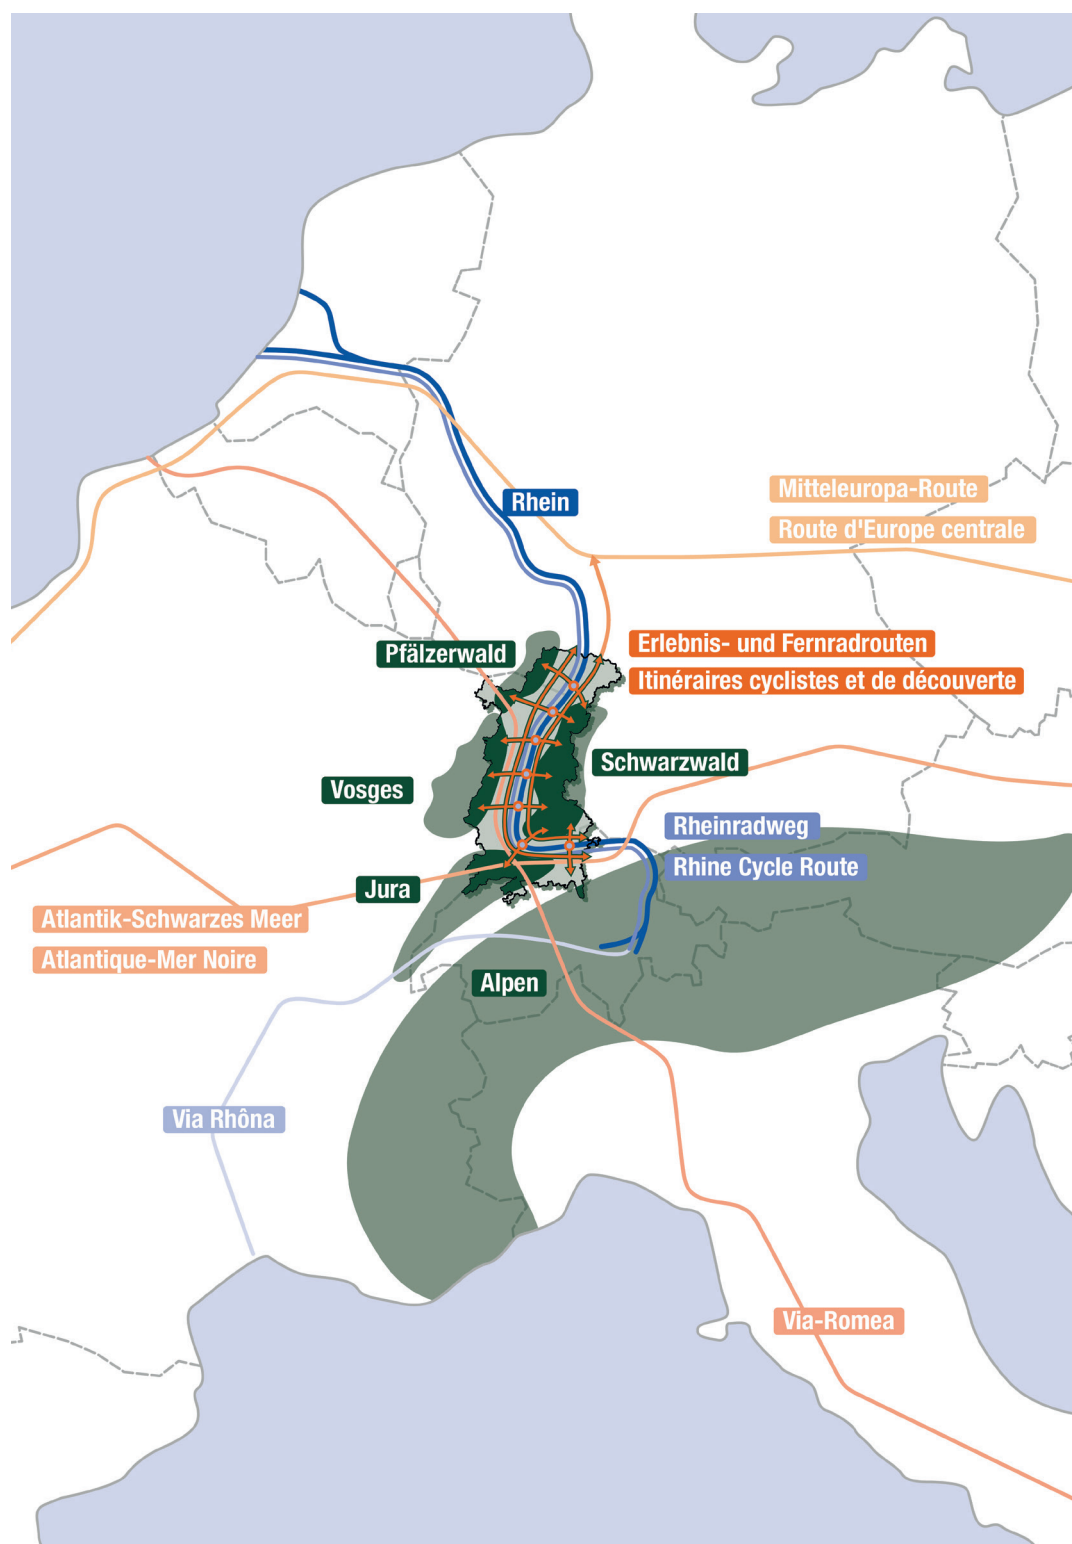 Mitteleuropa-Route
Rhein
Route d'Europe centrale
Erlebnis- und Fernradrouten
Pfälzerwald
Itinéraires cyclistes et de découverte
Schwarzwald
Vosges
Rheinradweg
Rhine Cycle Route
Jura
Atlantik-Schwarzes Meer
Atlantique-Mer Noire
Alpen
Via Rhôna
Via-Romea